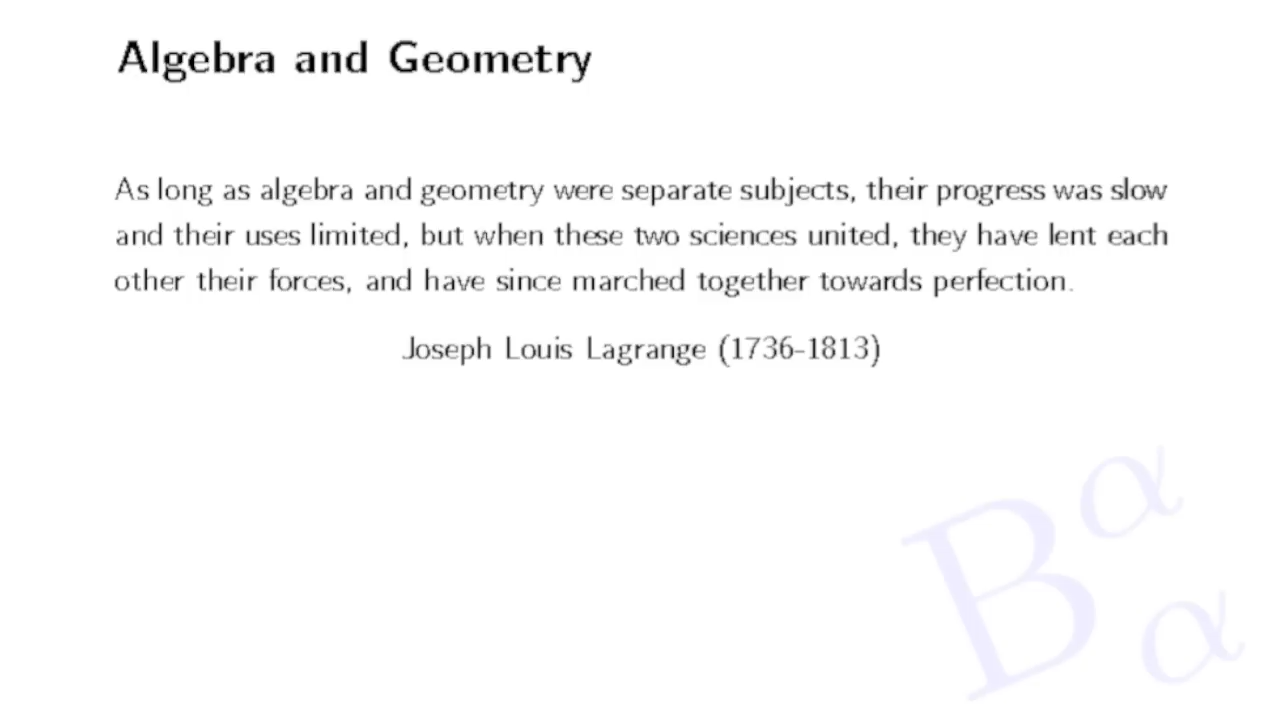 Algebra and Geometry
As long as algebra and geometry were separate subjects, their progress was slow
and their uses limited, but when these two sciences united, they have lent each
other their forces, and have since marched together towards perfection.
Joseph Louis Lagrange (1736-1813)
B α α